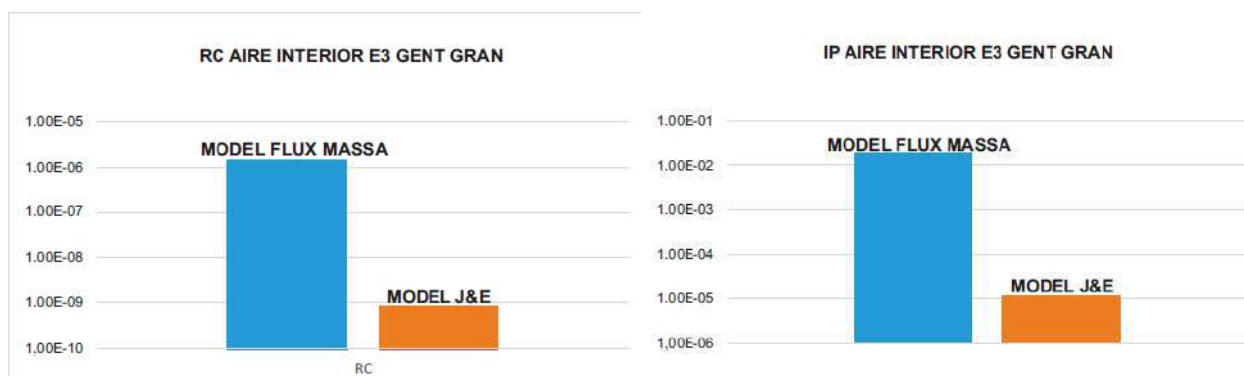 RC AIRE INTERIOR E3 GENT GRAN
1.00E-05
MODEL FLUX MASSA
1.00E-06
1.00E-07
1.00E-08
1.00E-09
MODEL J&E
1.00E-10
RC
IP AIRE INTERIOR E3 GENT GRAN
1.00E-01
MODEL FLUX MASSA
1.00E-02
1.00E-03
1.00E-04
MODEL J&E
1.00E-05
1,00E-06